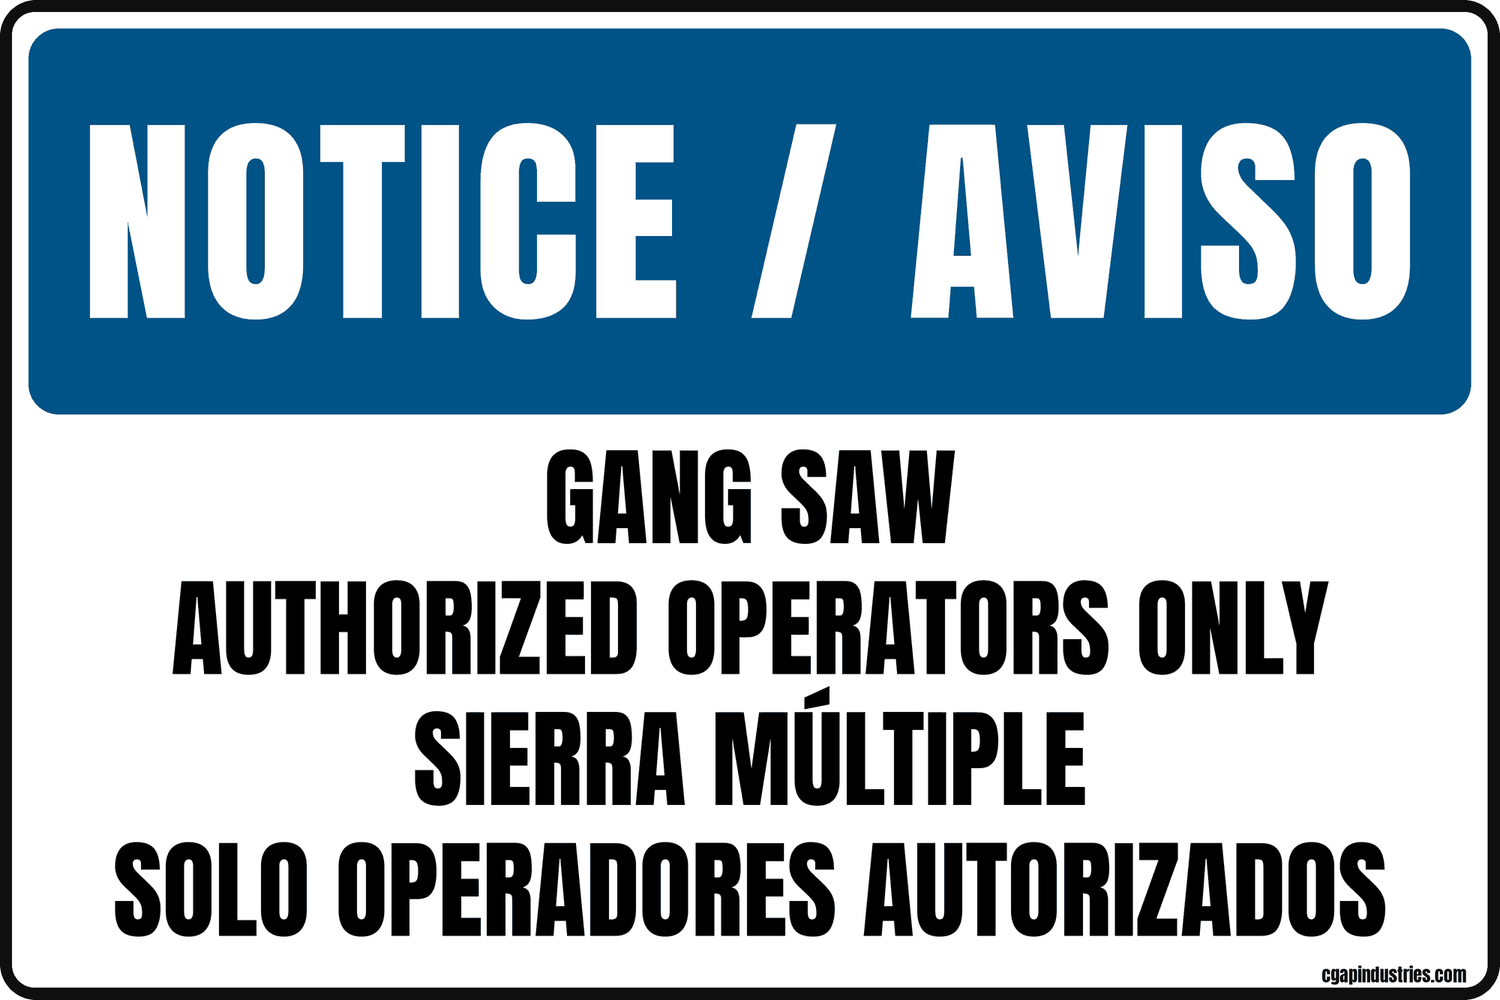 NOTICE / AVISO
GANG SAW
AUTHORIZED OPERATORS ONLY
SIERRA MÚLTIPLE
SOLO OPERADORES AUTORIZADOS
cgapindustries.com